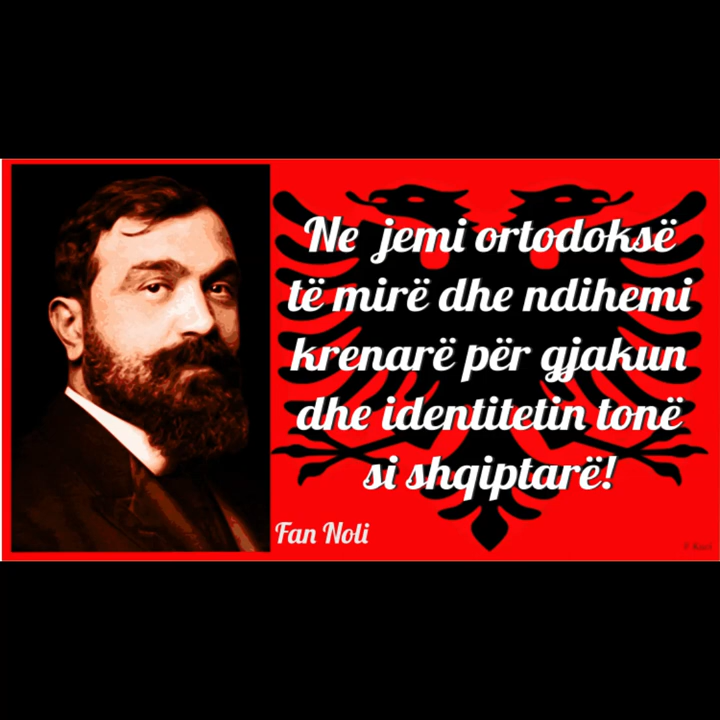 Ne jemi ortodoksë
të mirë dhe ndihemi
krenarë për gjakun
dhe identitetin tonë
si shqiptarë!
Fan Noli